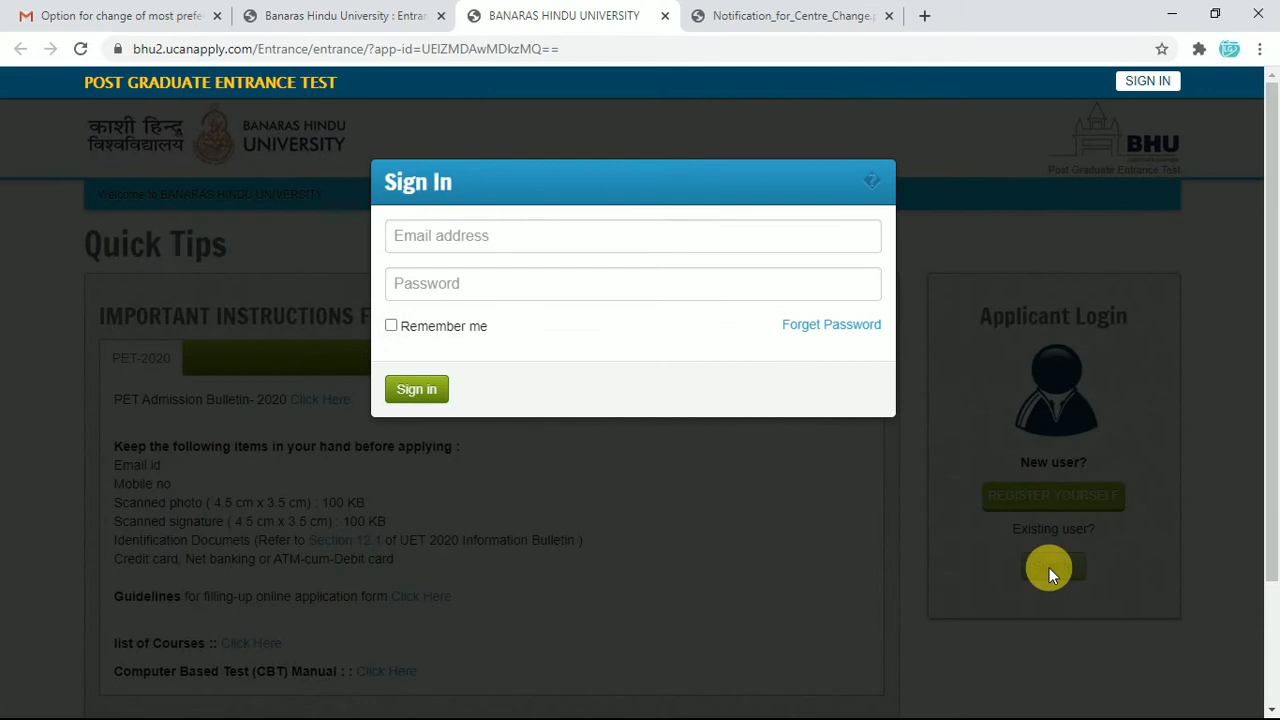 Option for change of most prefe
Banaras Hindu University : Entran
BANARAS HINDU UNIVERSITY
Notification_for_Centre_Change.p
bhu2.ucanapply.com/Entrance/entrance/?app-id=UElZMDAwMDkzMQ==
POST GRADUATE ENTRANCE TEST
SIGN IN
काशी हिन्दू
विश्वविद्यालय
BANARAS HINDU
UNIVERSITY
BHU
Post Graduate Entrance Test
Welcome to BANARAS HINDU UNIVERSITY
Sign In
Email address
Password
Remember me
Forget Password
Sign in
Quick Tips
IMPORTANT INSTRUCTIONS F
PET-2020
PET Admission Bulletin- 2020 Click Here
Keep the following items in your hand before applying :
Email id
Mobile no
Scanned photo ( 4.5 cm x 3.5 cm) : 100 KB
Scanned signature ( 4.5 cm x 3.5 cm) : 100 KB
Identification Documets (Refer to Section 12.1 of UET 2020 Information Bulletin )
Credit card, Net banking or ATM-cum-Debit card
Guidelines for filling-up online application form Click Here
list of Courses :: Click Here
Computer Based Test (CBT) Manual : : Click Here
Applicant Login
New user?
REGISTER YOURSELF
Existing user?